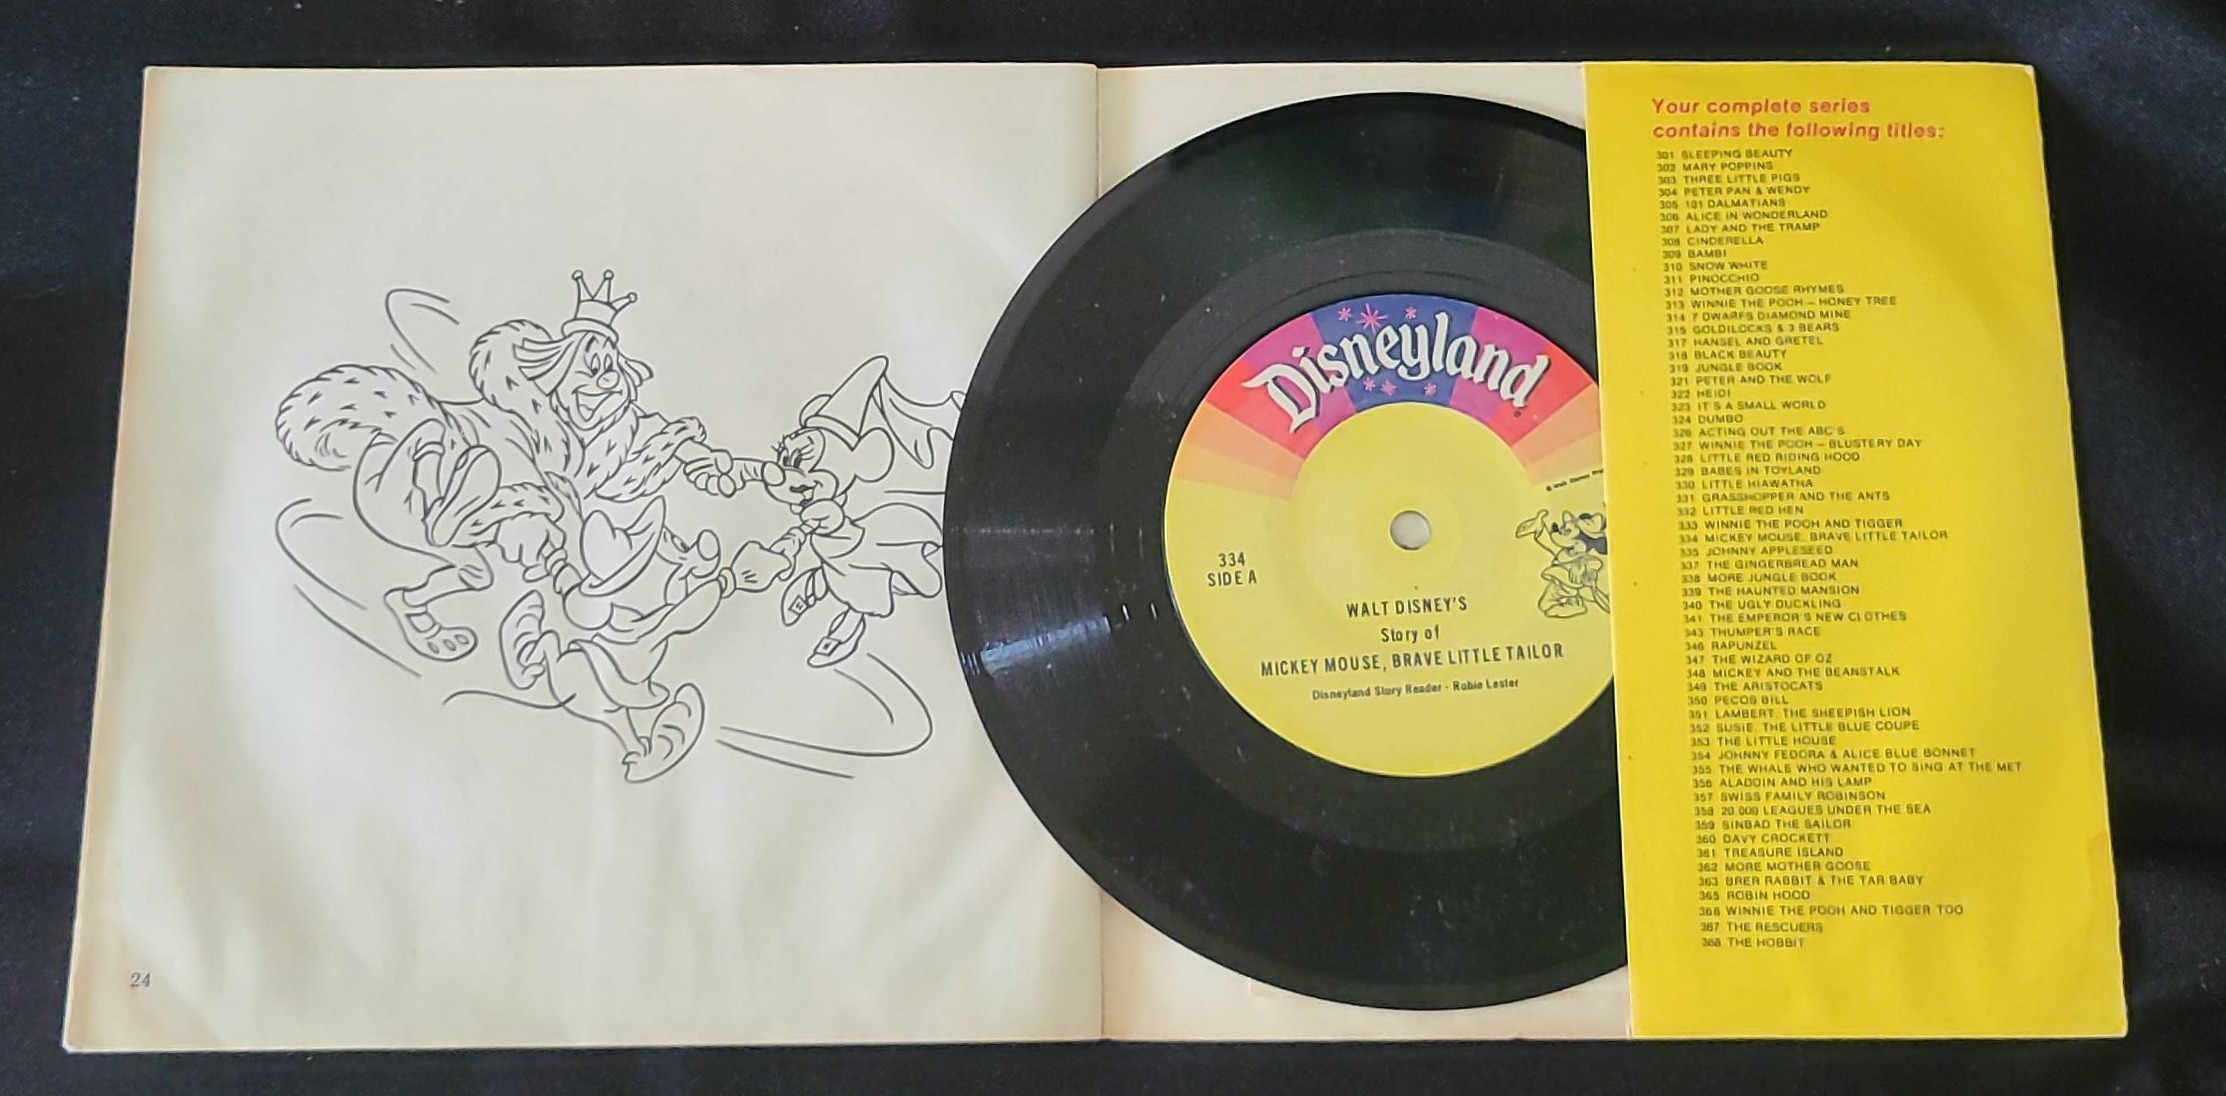 24
Disneyland
334
SIDE A
WALT DISNEY'S
Story of
MICKEY MOUSE, BRAVE LITTLE TAILOR
Disneyland Story Reader - Robie Lester
© Walt Disney
Your complete series
contains the following titles:
301 SLEEPING BEAUTY
302 MARY POPPINS
303 THREE LITTLE PIGS
304 PETER PAN & WENDY
305 101 DALMATIANS
306 ALICE IN WONDERLAND
307 LADY AND THE TRAMP
308 CINDERELLA
309 BAMBI
310 SNOW WHITE
311 PINOCCHIO
312 MOTHER GOOSE RHYMES
313 WINNIE THE POOH – HONEY TREE
314 7 DWARFS DIAMOND MINE
315 GOLDILOCKS & 3 BEARS
317 HANSEL AND GRETEL
318 BLACK BEAUTY
319 JUNGLE BOOK
321 PETER AND THE WOLF
322 HEIDI
323 IT'S A SMALL WORLD
324 DUMBO
326 ACTING OUT THE ABC'S
327 WINNIE THE POOH – BLUSTERY DAY
328 LITTLE RED RIDING HOOD
329 BABES IN TOYLAND
330 LITTLE HIAWATHA
331 GRASSHOPPER AND THE ANTS
332 LITTLE RED HEN
333 WINNIE THE POOH AND TIGGER
334 MICKEY MOUSE, BRAVE LITTLE TAILOR
335 JOHNNY APPLESEED
337 THE GINGERBREAD MAN
338 MORE JUNGLE BOOK
339 THE HAUNTED MANSION
340 THE UGLY DUCKLING
341 THE EMPEROR'S NEW CLOTHES
343 THUMPER'S RACE
346 RAPUNZEL
347 THE WIZARD OF OZ
348 MICKEY AND THE BEANSTALK
349 THE ARISTOCATS
350 PECOS BILL
351 LAMBERT, THE SHEEPISH LION
352 SUSIE, THE LITTLE BLUE COUPE
353 THE LITTLE HOUSE
354 JOHNNY FEDORA & ALICE BLUE BONNET
355 THE WHALE WHO WANTED TO SING AT THE MET
356 ALADDIN AND HIS LAMP
357 SWISS FAMILY ROBINSON
358 20,000 LEAGUES UNDER THE SEA
359 SINBAD THE SAILOR
360 DAVY CROCKETT
361 TREASURE ISLAND
362 MORE MOTHER GOOSE
363 BRER RABBIT & THE TAR BABY
365 ROBIN HOOD
366 WINNIE THE POOH AND TIGGER TOO
367 THE RESCUERS
368 THE HOBBIT